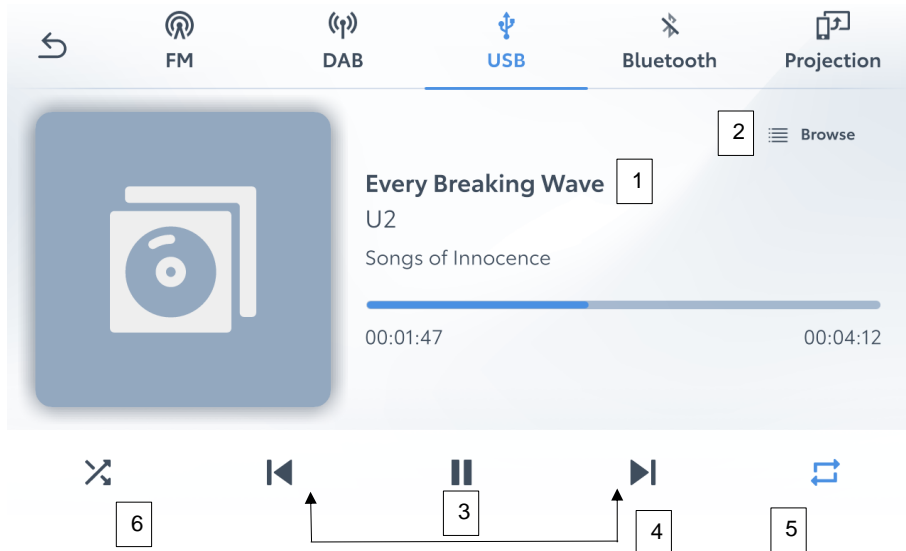 FM DAB USB Bluetooth Projection
2 Browse
Every Breaking Wave 1
U2
Songs of Innocence
00:01:47 00:04:12
3
6 4 5